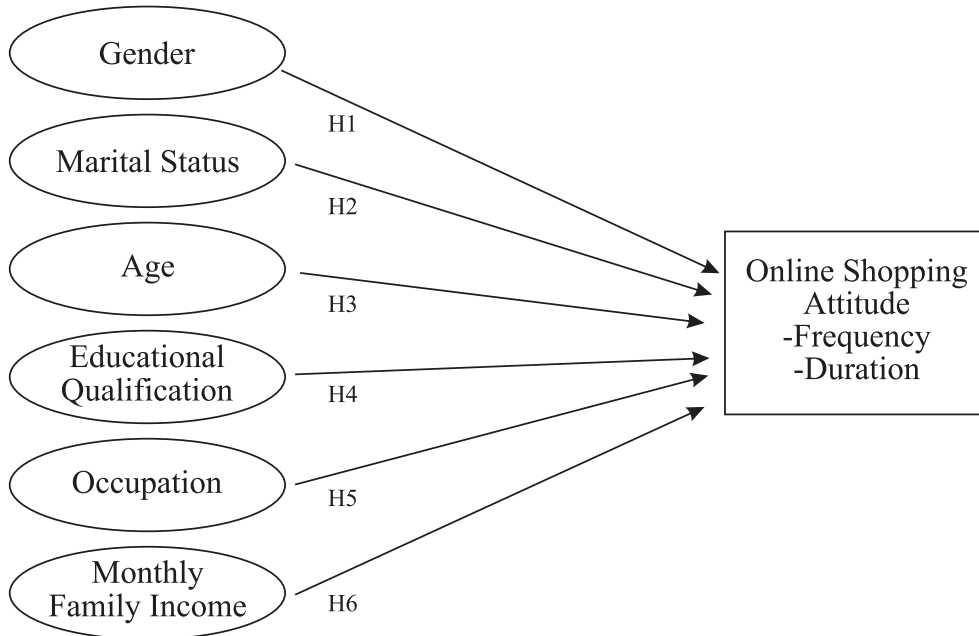 Gender
H1
Marital Status
H2
Age
H3
Educational
Qualification
H4
Occupation
H5
Monthly
Family Income
H6
Online Shopping
Attitude
-Frequency
-Duration